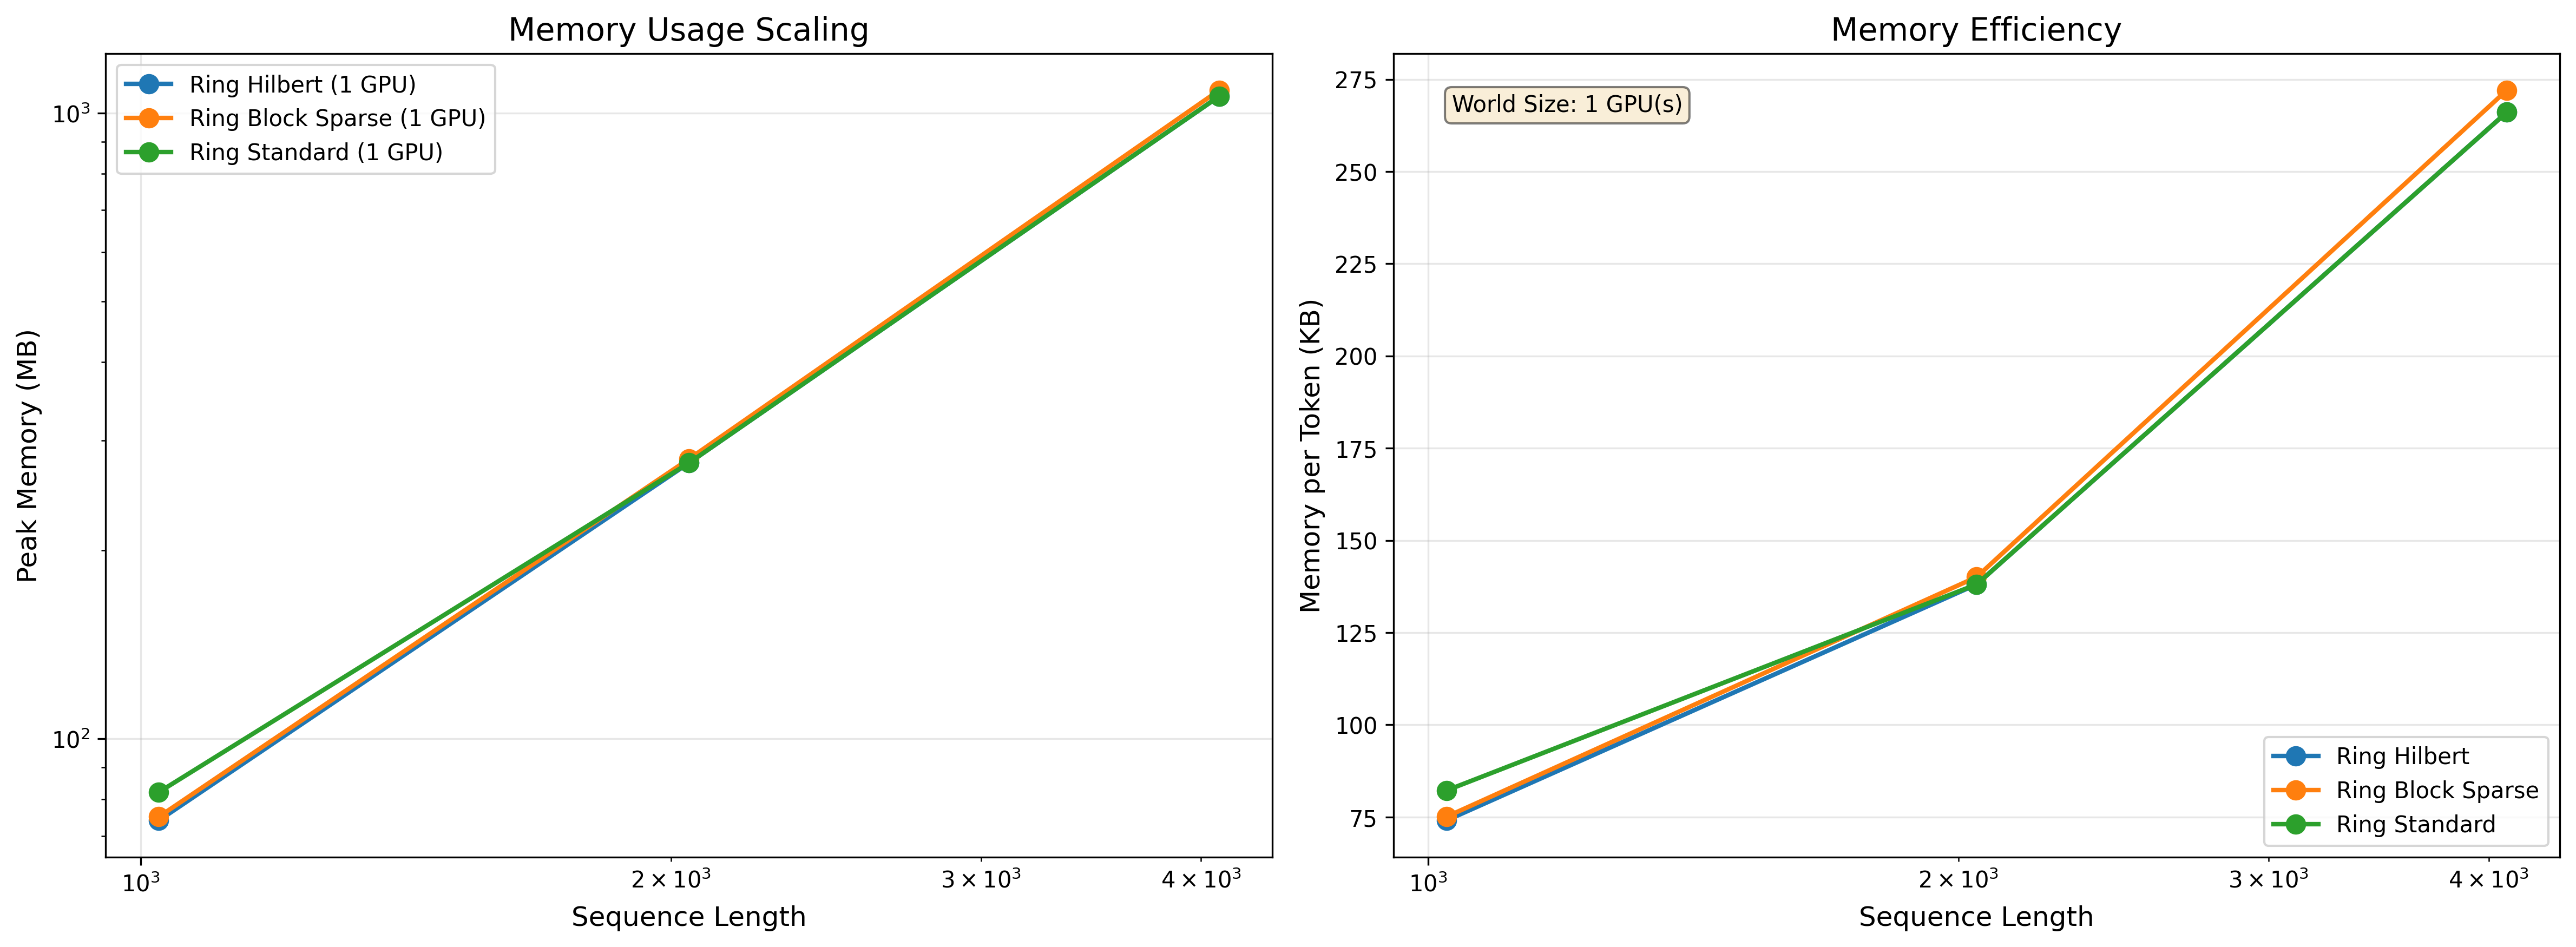 Memory Usage Scaling
Ring Hilbert (1 GPU)
Ring Block Sparse (1 GPU)
Ring Standard (1 GPU)
10³
10²
Peak Memory (MB)
10³
2 × 10³
3 × 10³
4 × 10³
Sequence Length
Memory Efficiency
World Size: 1 GPU(s)
275
250
225
200
175
150
125
100
75
Memory per Token (KB)
Ring Hilbert
Ring Block Sparse
Ring Standard
10³
2 × 10³
3 × 10³
4 × 10³
Sequence Length